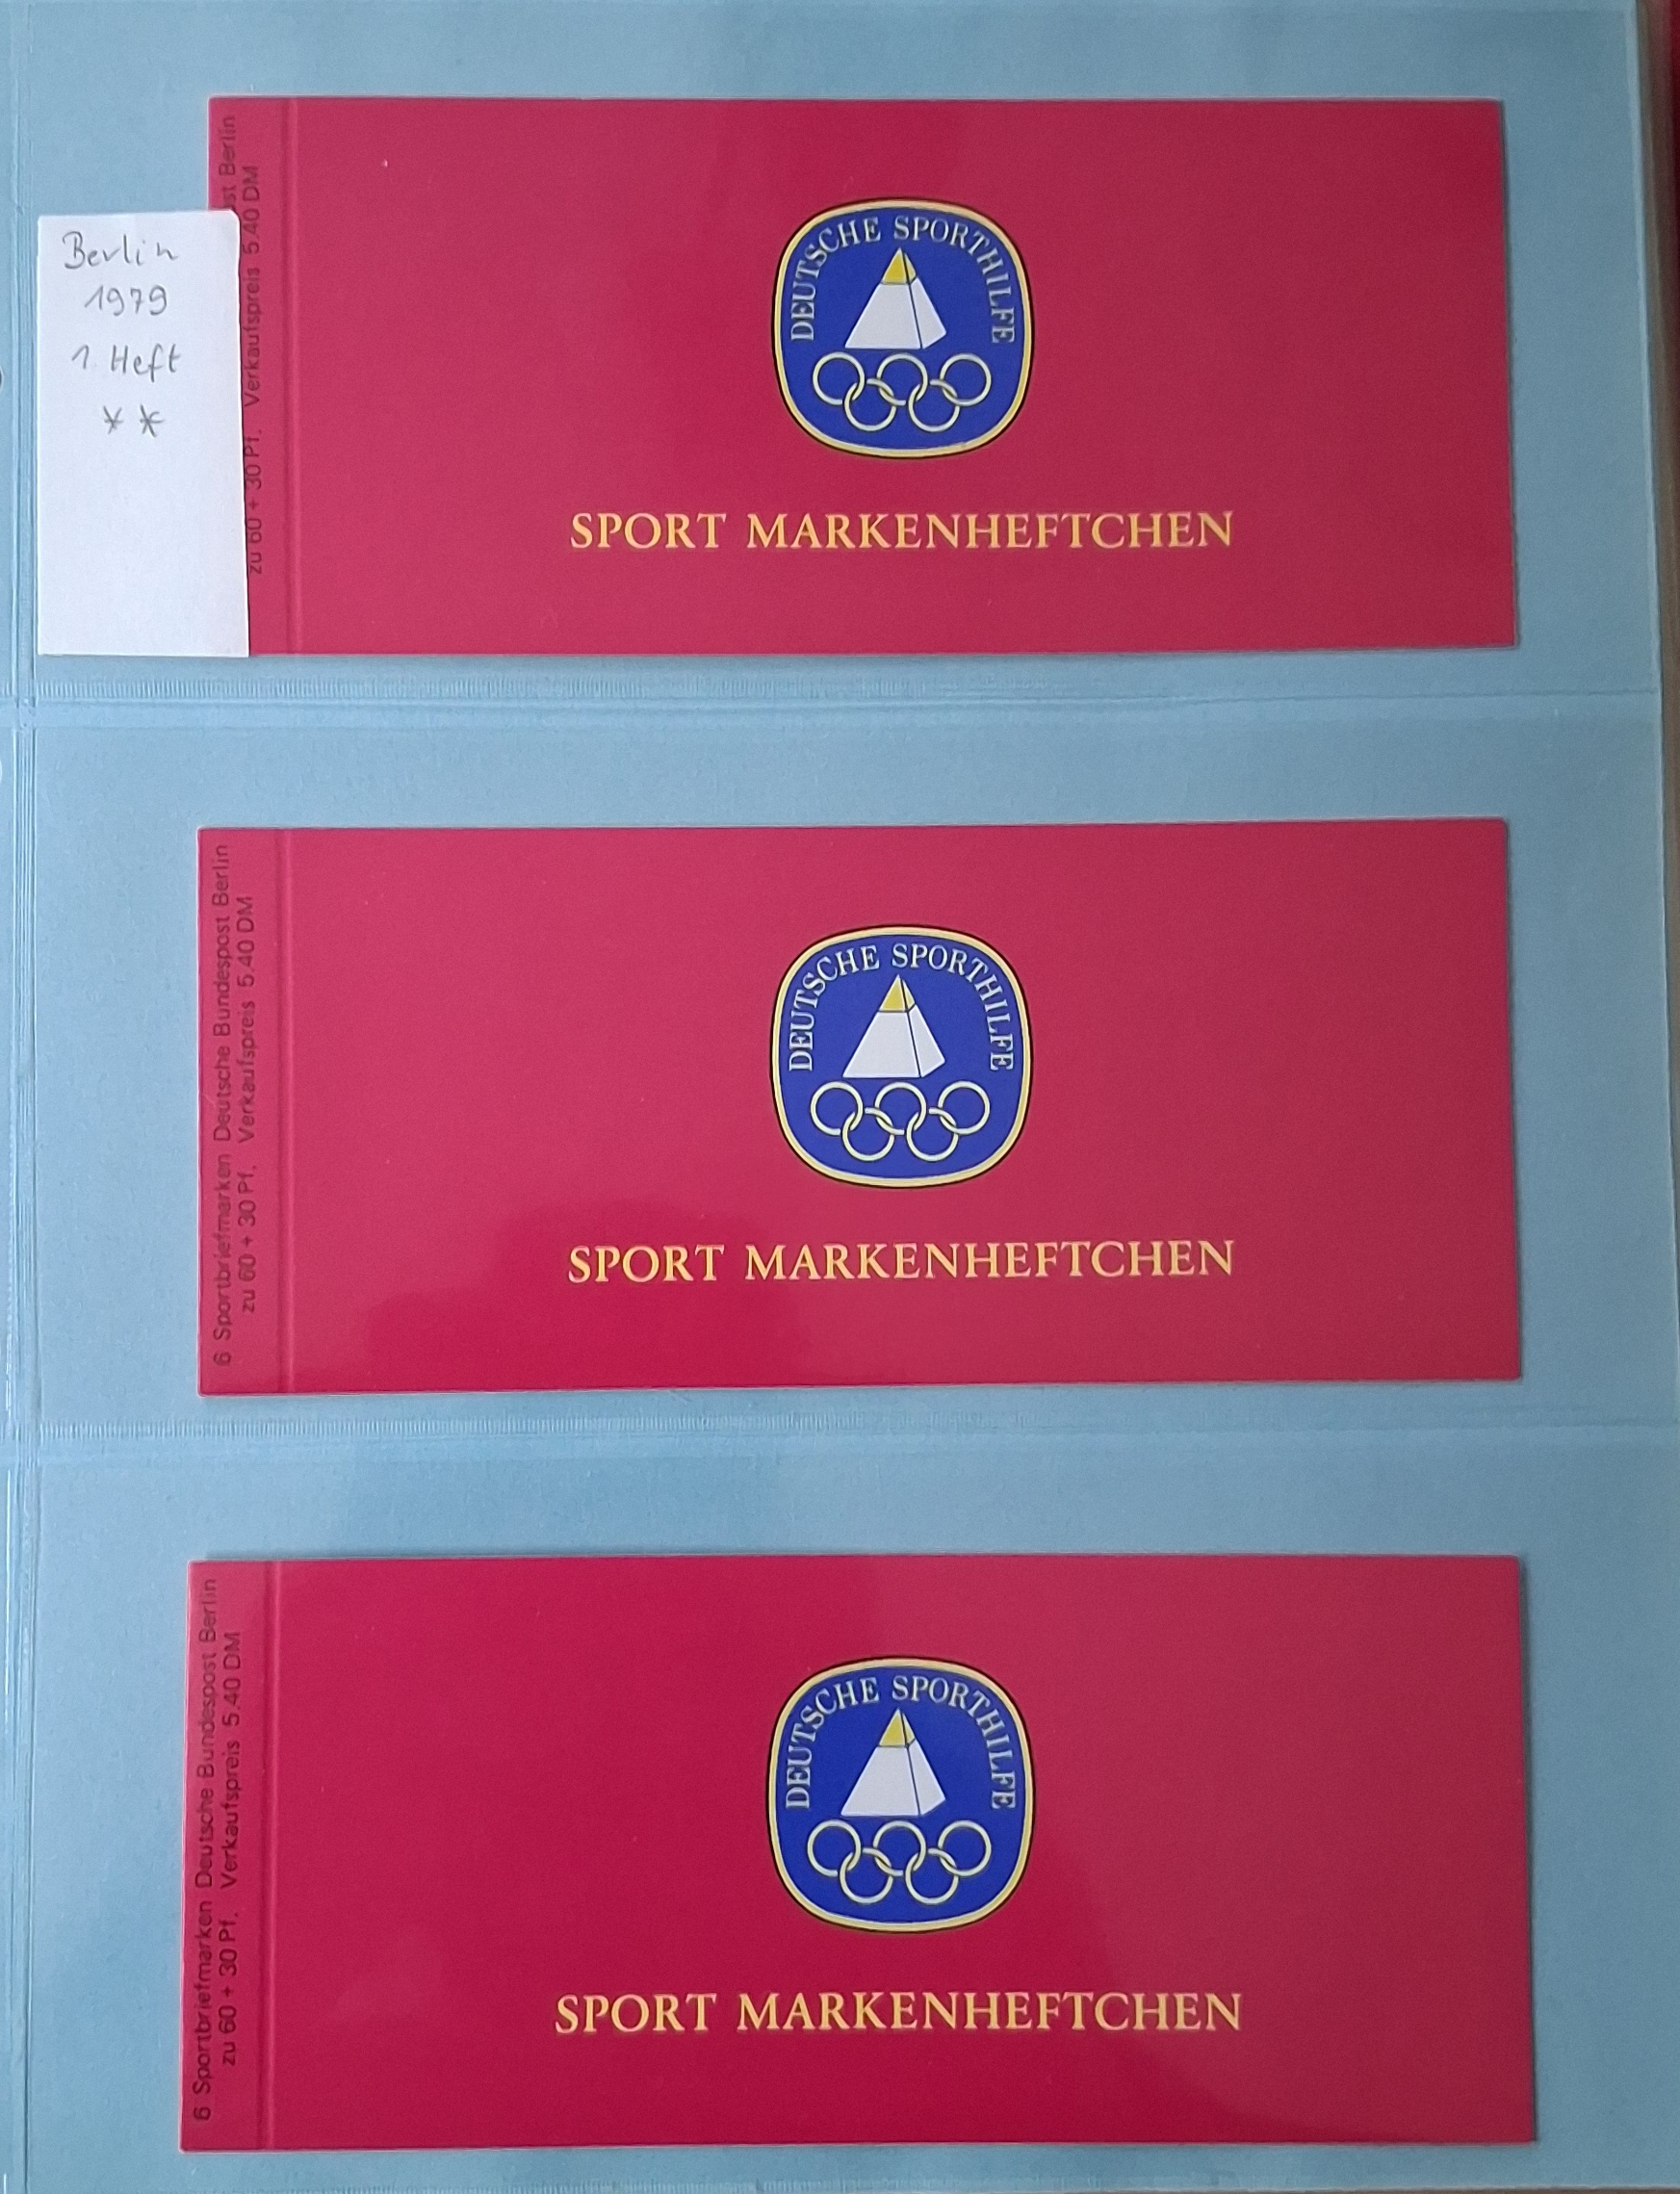 Berlin
1979
1. Heft
**
st Berlin
zu 60 + 30 Pf. Verkaufspreis 5.40 DM
DEUTSCHE SPORTHILFE
SPORT MARKENHEFTCHEN
6 Sportbriefmarken Deutsche Bundespost Berlin
zu 60 + 30 Pf. Verkaufspreis 5.40 DM
DEUTSCHE SPORTHILFE
SPORT MARKENHEFTCHEN
6 Sportbriefmarken Deutsche Bundespost Berlin
zu 60 + 30 Pf. Verkaufspreis 5.40 DM
DEUTSCHE SPORTHILFE
SPORT MARKENHEFTCHEN